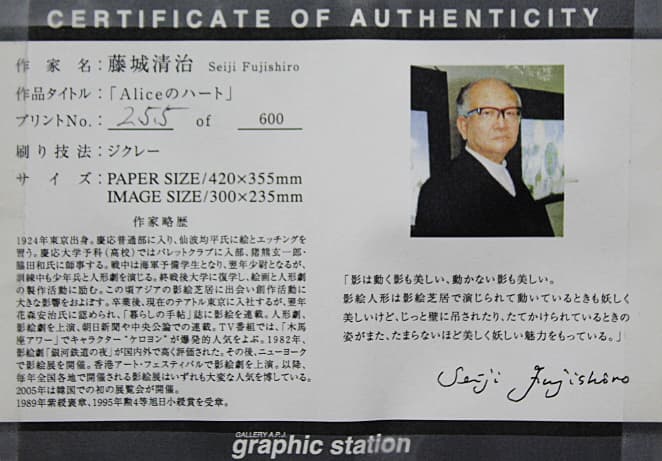 CERTIFICATE OF AUTHENTICITY
作家名：藤城清治 Seiji Fujishiro
作品タイトル：「Aliceのハート」
プリントNo.：255 of 600
刷り技法：ジクレー
サイズ：PAPER SIZE/420×355mm
IMAGE SIZE/300×235mm
作家略歴
1924年東京出身。慶応普通部に入り、仙波均平氏に絵とエッチングを
習う。慶応大学予科(高校)ではパレットクラブに入部、猪熊玄一郎・
脇田和氏に師事する。戦中は海軍予備学生となり、翌年少尉となるが、
訓練中も少年兵と人形劇を演じる。終戦後大学に復学し、絵画と人形劇
の製作活動に励む。この頃アジアの影絵芝居に出会い創作活動に
大きな影響をおよぼす。卒業後、現在のテアトル東京に入社するが、翌年
花森安治氏に認められ、「暮らしの手帖」誌に影絵を連載。人形劇、
影絵劇を上演、朝日新聞や中央公論での連載。TV番組では、「木馬
座アワー」でキャラクター"ケロヨン"が爆発的人気をよぶ。1982年、
影絵劇「銀河鉄道の夜」が国内外で高く評価された。その後、ニューヨーク
で影絵展を開催。香港アート・フェスティバルで影絵劇を上演。以降、
毎年全国各地で開催される影絵展はいずれも大変な人気を博している。
2005年は韓国での初の展覧会が開催。
1989年紫綬褒章、1995年勲4等旭日小綬賞を受章。
「影は動く影も美しい、動かない影も美しい。
影絵人形は影絵芝居で演じられて動いているときも妖しく
美しいけど、じっと壁に吊されたり、たてかけられているときの
姿がまた、たまらないほど美しく妖しい魅力をもっている。」
Seiji Fujishiro
GALLERY A.P.J.
graphic station